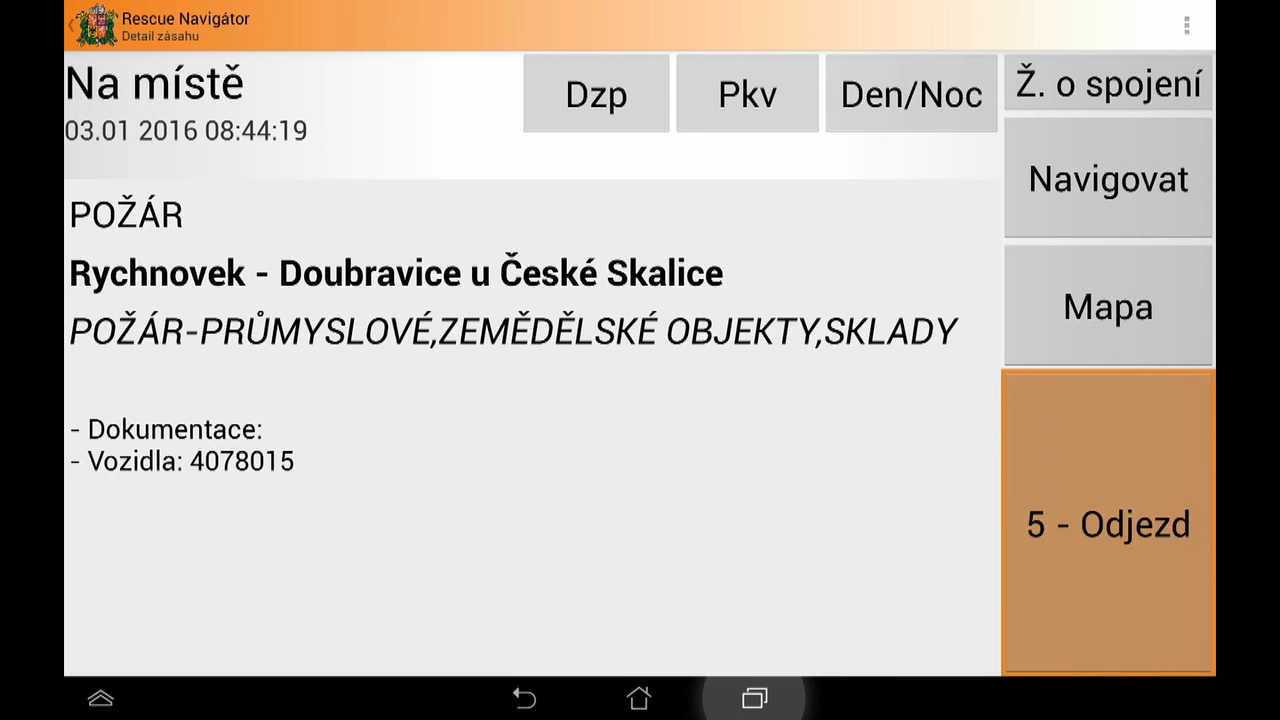 Rescue Navigátor
Detail zásahu
Na místě
03.01 2016 08:44:19
Dzp
Pkv
Den/Noc
Ž. o spojení
Navigovat
Mapa
5 - Odjezd
POŽÁR
Rychnovek - Doubravice u České Skalice
POŽÁR-PRŮMYSLOVÉ,ZEMĚDĚLSKÉ OBJEKTY,SKLADY
- Dokumentace:
- Vozidla: 4078015